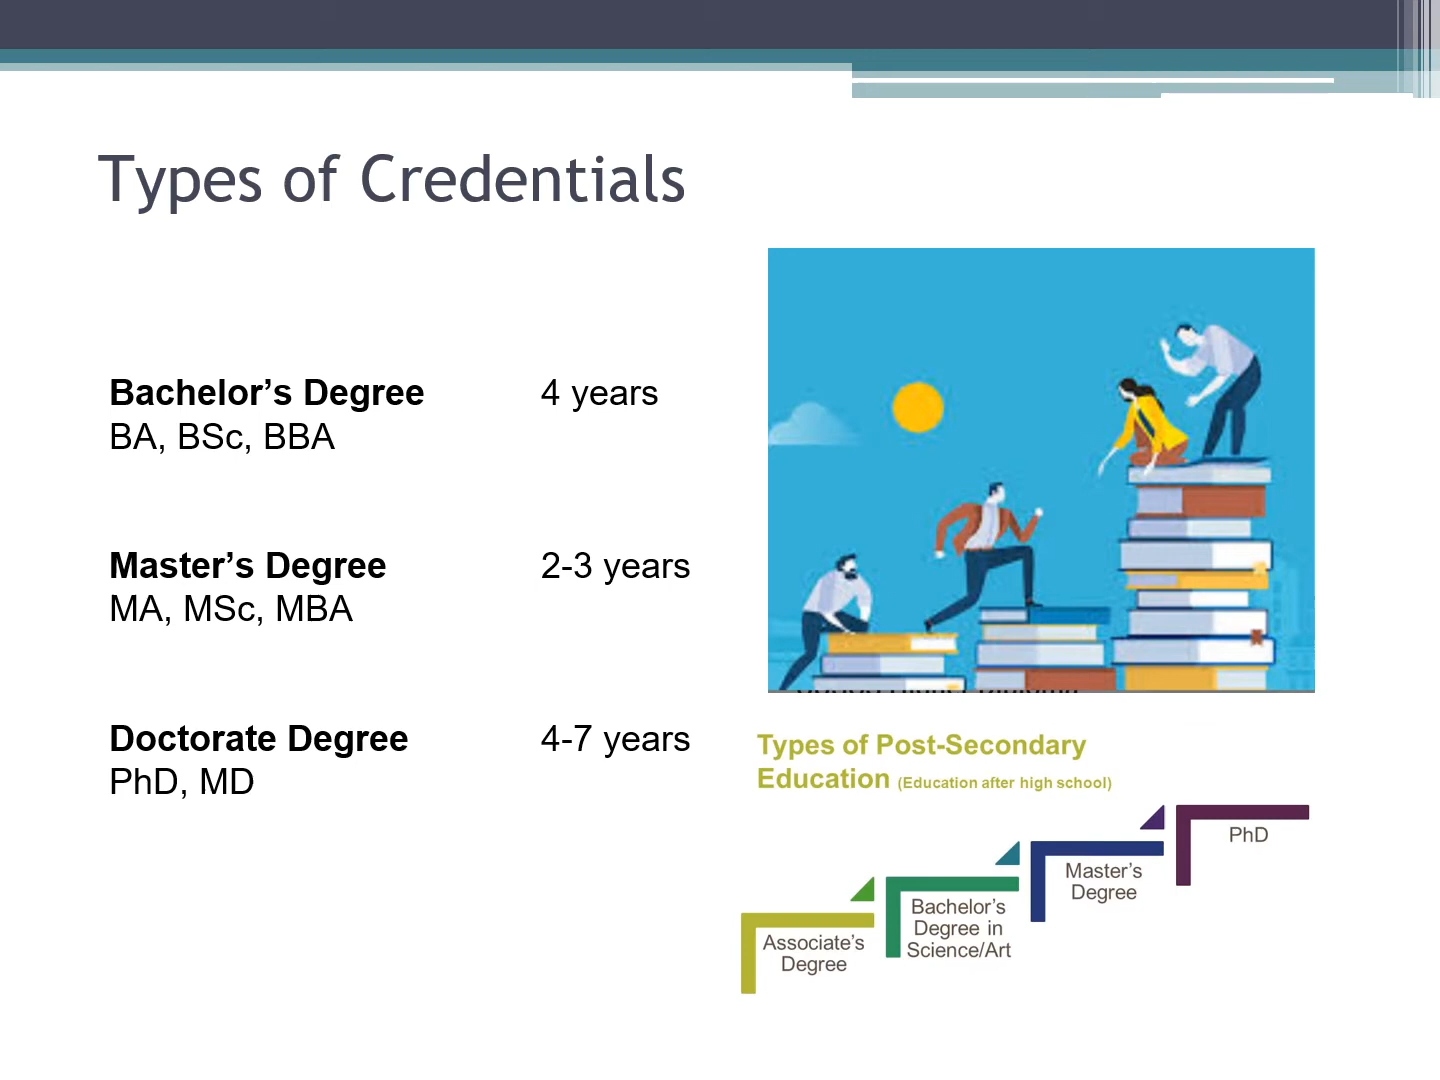 Types of Credentials
Bachelor’s Degree 4 years
BA, BSc, BBA
Master’s Degree 2-3 years
MA, MSc, MBA
Doctorate Degree 4-7 years
PhD, MD
Types of Post-Secondary
Education (Education after high school)
PhD
Master’s
Degree
Bachelor’s
Degree in
Science/Art
Associate’s
Degree